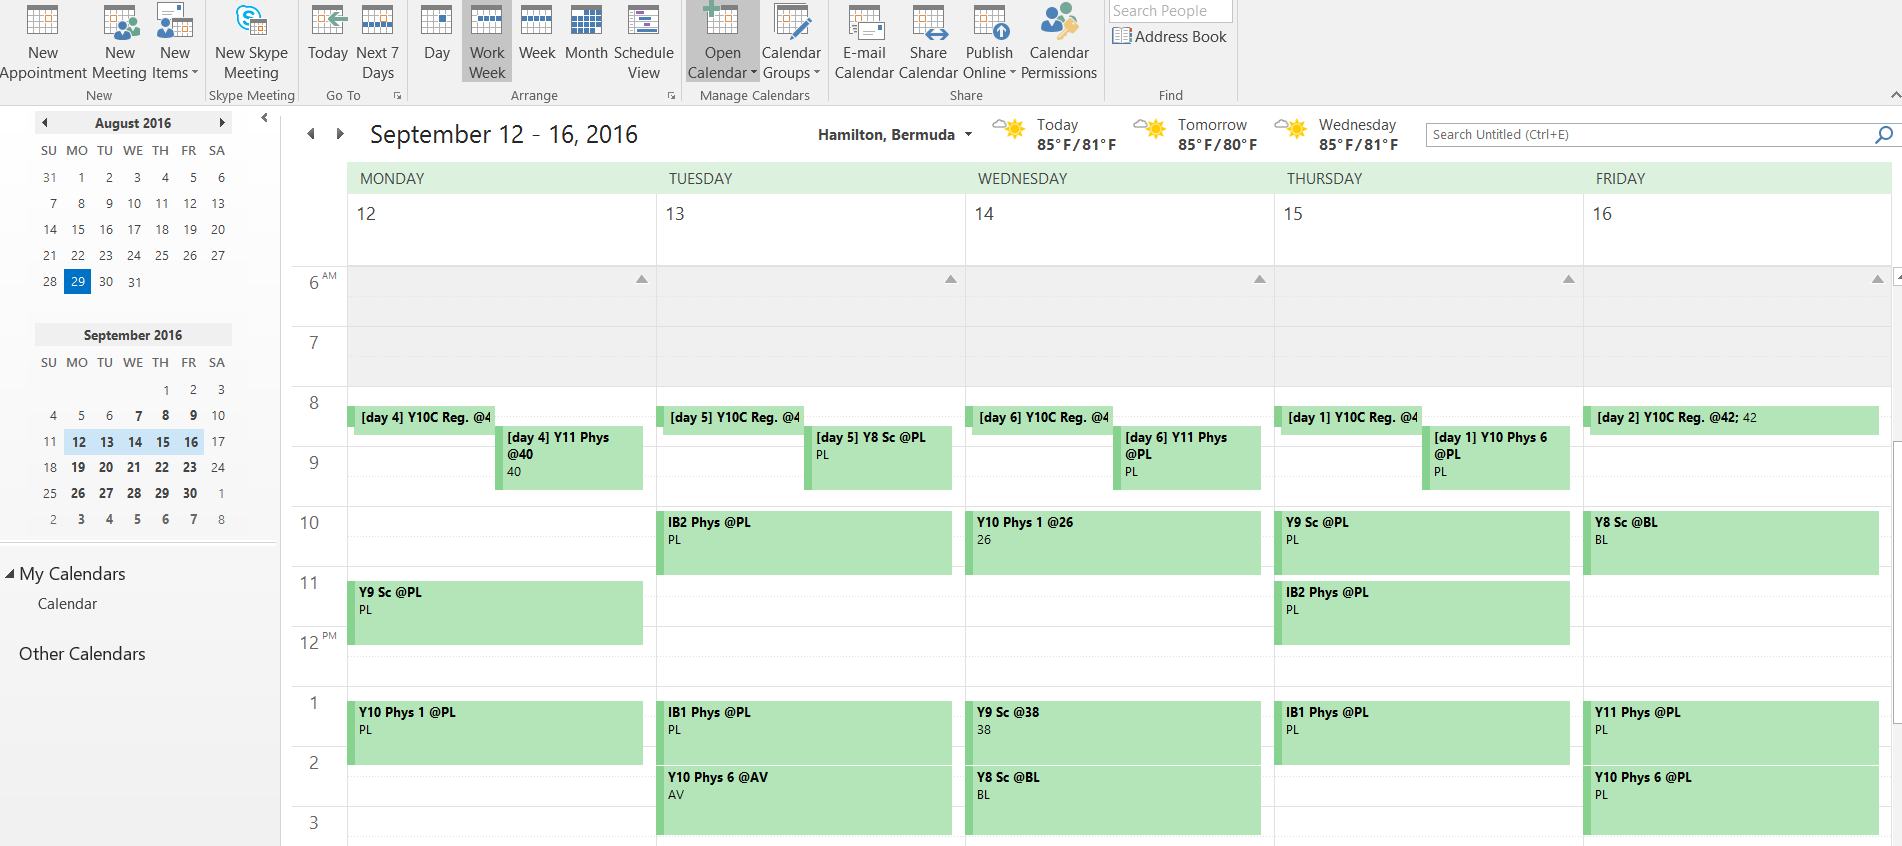 New Appointment
New Meeting
New Items
New Skype Meeting
Today
Next 7 Days
Day
Work Week
Week
Month
Schedule View
Open Calendar
Calendar Groups
E-mail Calendar
Share Calendar
Publish Online
Calendar Permissions
Search People
Address Book
New
Skype Meeting
Go To
Arrange
Manage Calendars
Share
Find
August 2016
SU MO TU WE TH FR SA
31 1 2 3 4 5 6
7 8 9 10 11 12 13
14 15 16 17 18 19 20
21 22 23 24 25 26 27
28 29 30 31
September 2016
SU MO TU WE TH FR SA
1 2 3
4 5 6 7 8 9 10
11 12 13 14 15 16 17
18 19 20 21 22 23 24
25 26 27 28 29 30 1
2 3 4 5 6 7 8
My Calendars
Calendar
Other Calendars
September 12 - 16, 2016
Hamilton, Bermuda
Today
85°F/81°F
Tomorrow
85°F/80°F
Wednesday
85°F/81°F
Search Untitled (Ctrl+E)
MONDAY TUESDAY WEDNESDAY THURSDAY FRIDAY
12 13 14 15 16
6 AM
7
8
9
10
11
12 PM
1
2
3
[day 4] Y10C Reg. @4
[day 4] Y11 Phys
@40
40
Y9 Sc @PL
PL
Y10 Phys 1 @PL
PL
[day 5] Y10C Reg. @4
[day 5] Y8 Sc @PL
PL
IB2 Phys @PL
PL
IB1 Phys @PL
PL
Y10 Phys 6 @AV
AV
[day 6] Y10C Reg. @4
[day 6] Y11 Phys
@PL
PL
Y10 Phys 1 @26
26
Y9 Sc @38
38
Y8 Sc @BL
BL
[day 1] Y10C Reg. @4
[day 1] Y10 Phys 6
@PL
PL
Y9 Sc @PL
PL
IB2 Phys @PL
PL
IB1 Phys @PL
PL
[day 2] Y10C Reg. @42; 42
Y8 Sc @BL
BL
Y11 Phys @PL
PL
Y10 Phys 6 @PL
PL